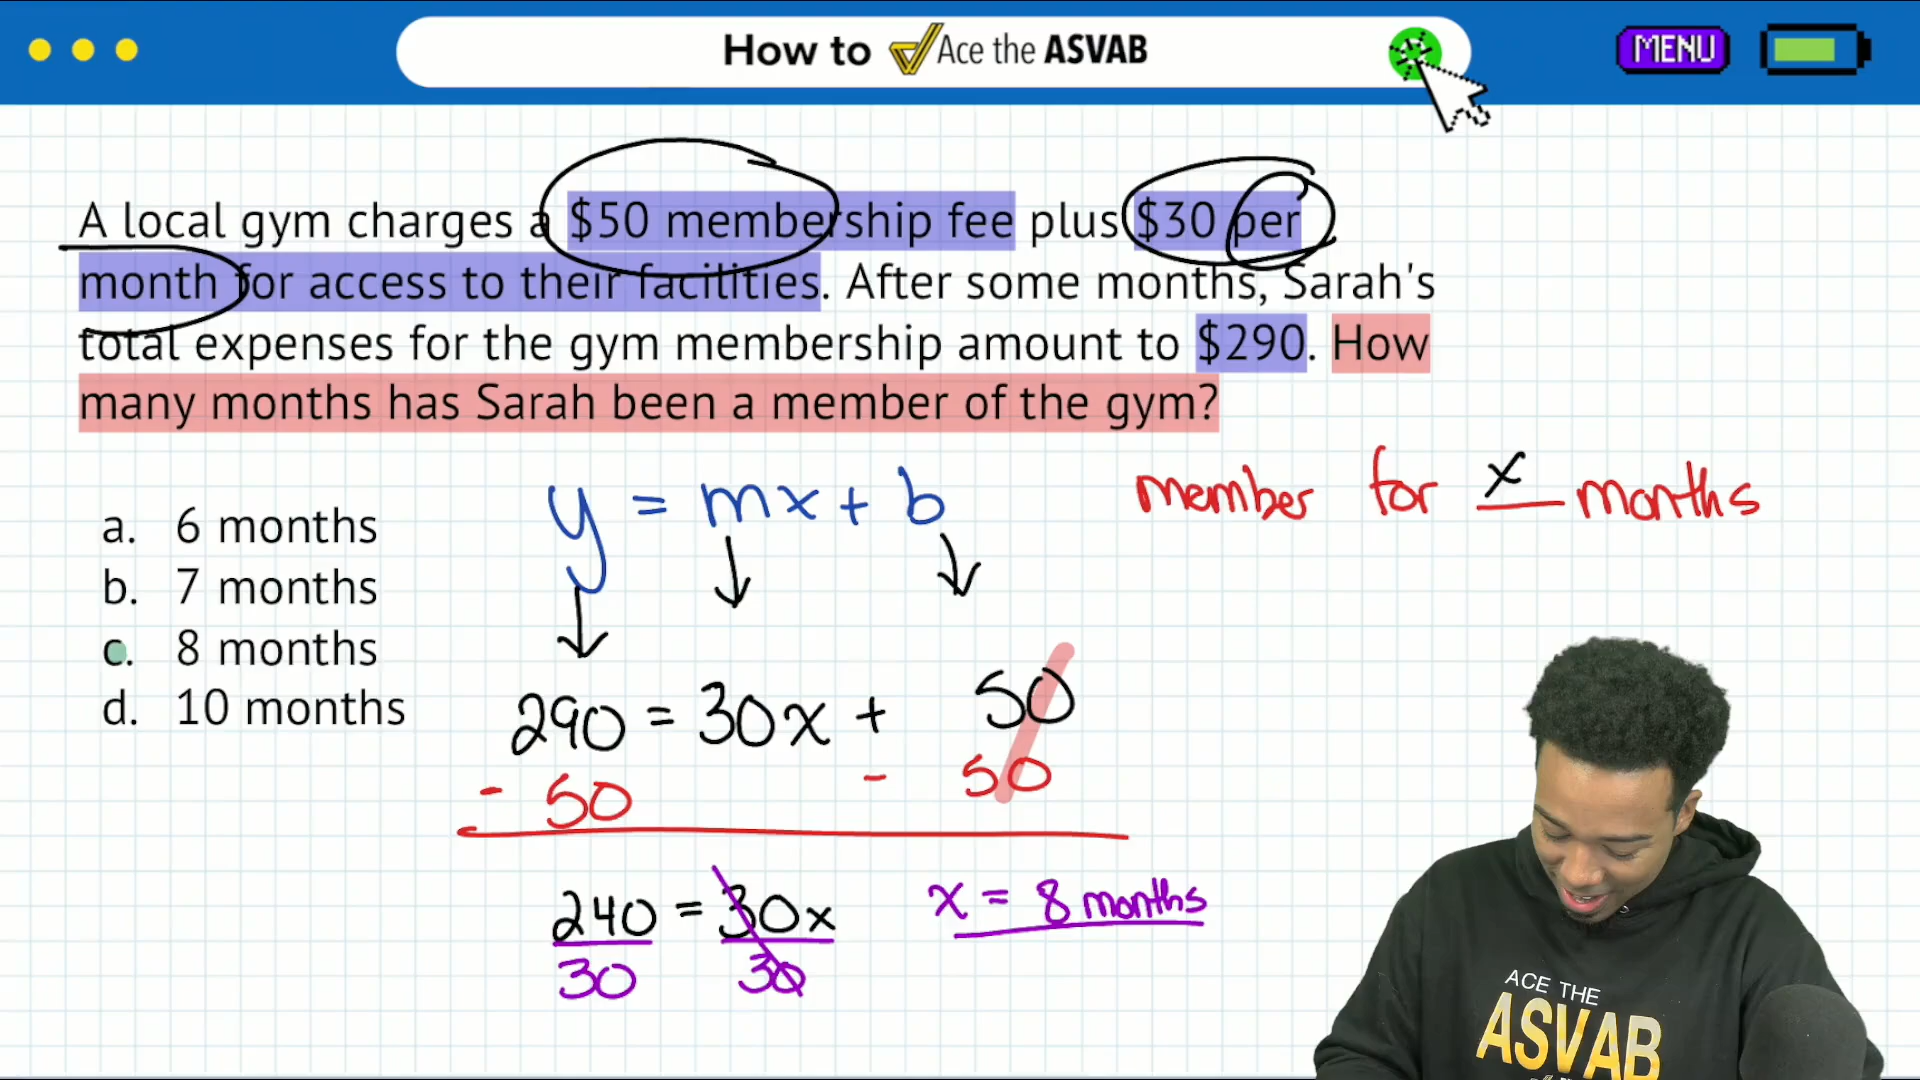 How to Ace the ASVAB
MENU
A local gym charges a $50 membership fee plus $30 per
month for access to their facilities. After some months, Sarah's
total expenses for the gym membership amount to $290. How
many months has Sarah been a member of the gym?
a. 6 months
b. 7 months
c. 8 months
d. 10 months
y = mx + b
member for x months
290 = 30x + 50
- 50 - 50
240 = 30x
30 30
x = 8 months
ACE THE
ASVAB